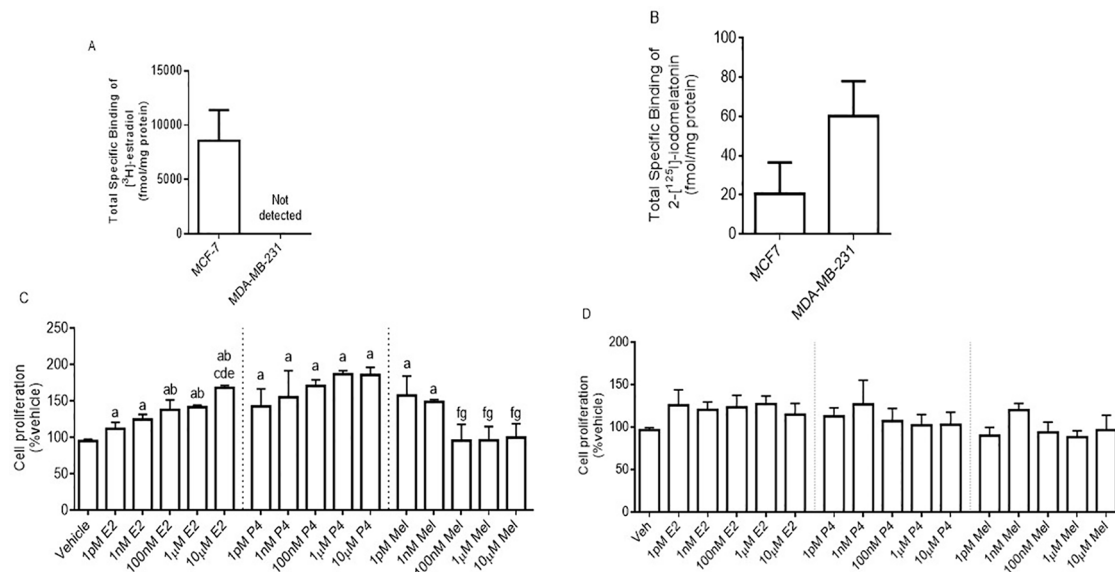 A
Total Specific Binding of
[³H]-estradiol
(fmol/mg protein)
15000
10000
5000
0
Not
detected
MCF-7
MDA-MB-231
B
Total Specific Binding of
2-[¹²⁵I]-iodomelatonin
(fmol/mg protein)
100
80
60
40
20
0
MCF7
MDA-MB-231
C
Cell proliferation
(%vehicle)
250
200
150
100
50
0
a
a
ab
ab
ab
cde
a
a
a
a
a
a
a
fg
fg
fg
Vehicle
1pM E2
1nM E2
100nM E2
1µM E2
10µM E2
1pM P4
1nM P4
100nM P4
1µM P4
10µM P4
1pM Mel
1nM Mel
100nM Mel
1µM Mel
10µM Mel
D
Cell proliferation
(%vehicle)
200
150
100
50
0
Veh
1pM E2
1nM E2
100nM E2
1µM E2
10µM E2
1pM P4
1nM P4
100nM P4
1µM P4
10µM P4
1pM Mel
1nM Mel
100nM Mel
1µM Mel
10µM Mel